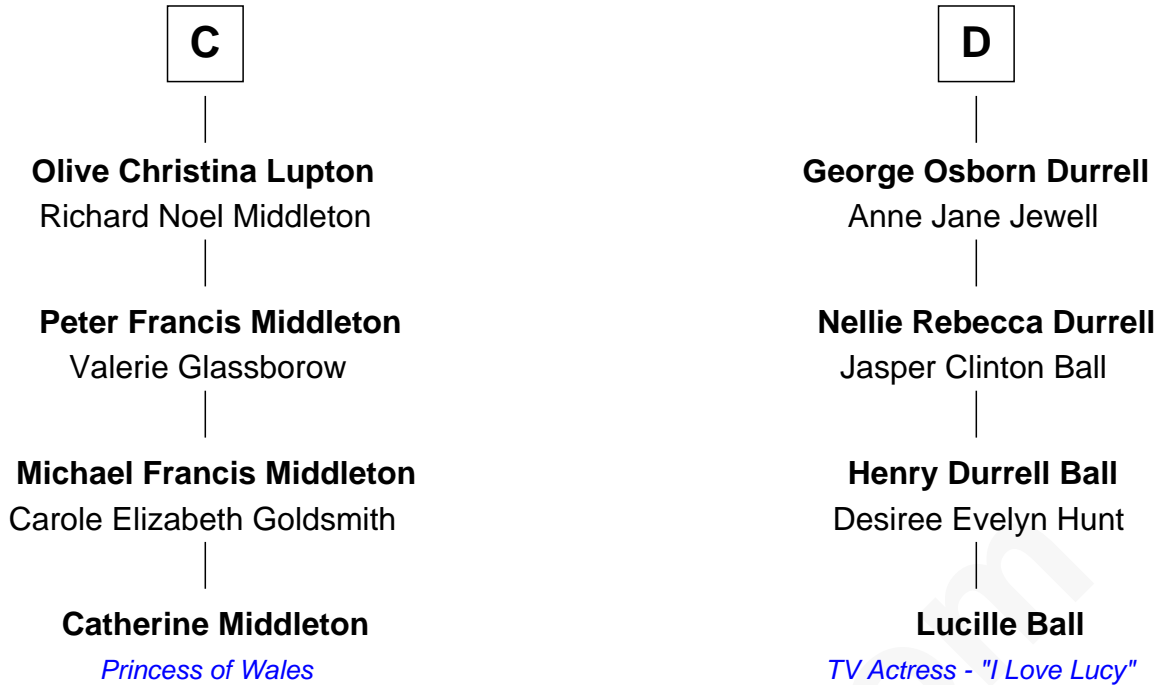 C
Olive Christina Lupton
Richard Noel Middleton
Peter Francis Middleton
Valerie Glassborow
Michael Francis Middleton
Carole Elizabeth Goldsmith
Catherine Middleton
Princess of Wales
D
George Osborn Durrell
Anne Jane Jewell
Nellie Rebecca Durrell
Jasper Clinton Ball
Henry Durrell Ball
Desiree Evelyn Hunt
Lucille Ball
TV Actress - "I Love Lucy"